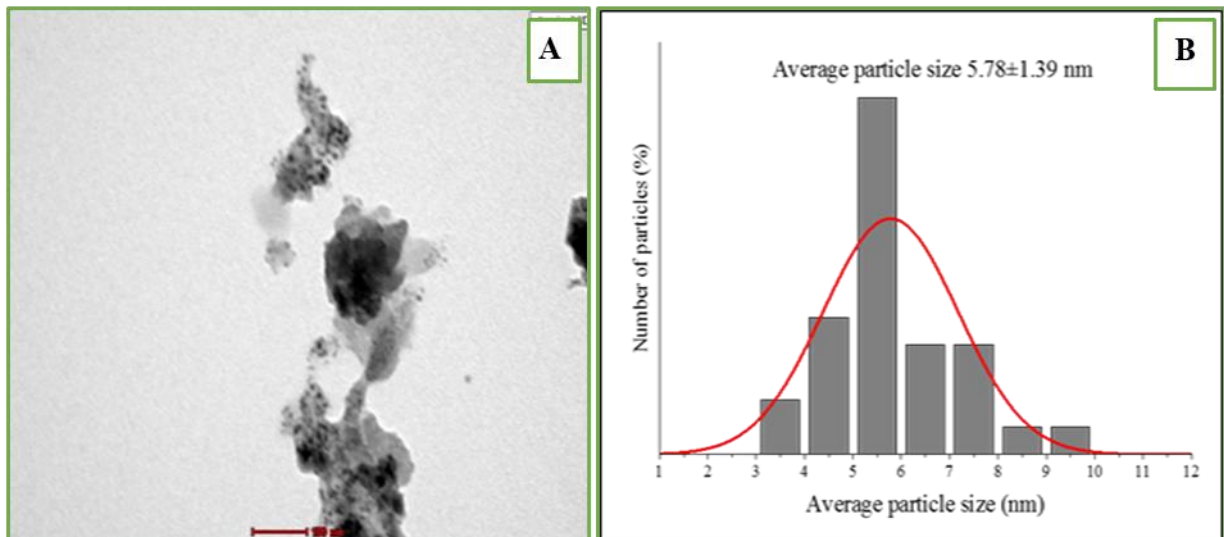 A
B
Average particle size 5.78±1.39 nm
Number of particles (%)
1 2 3 4 5 6 7 8 9 10 11 12
Average particle size (nm)